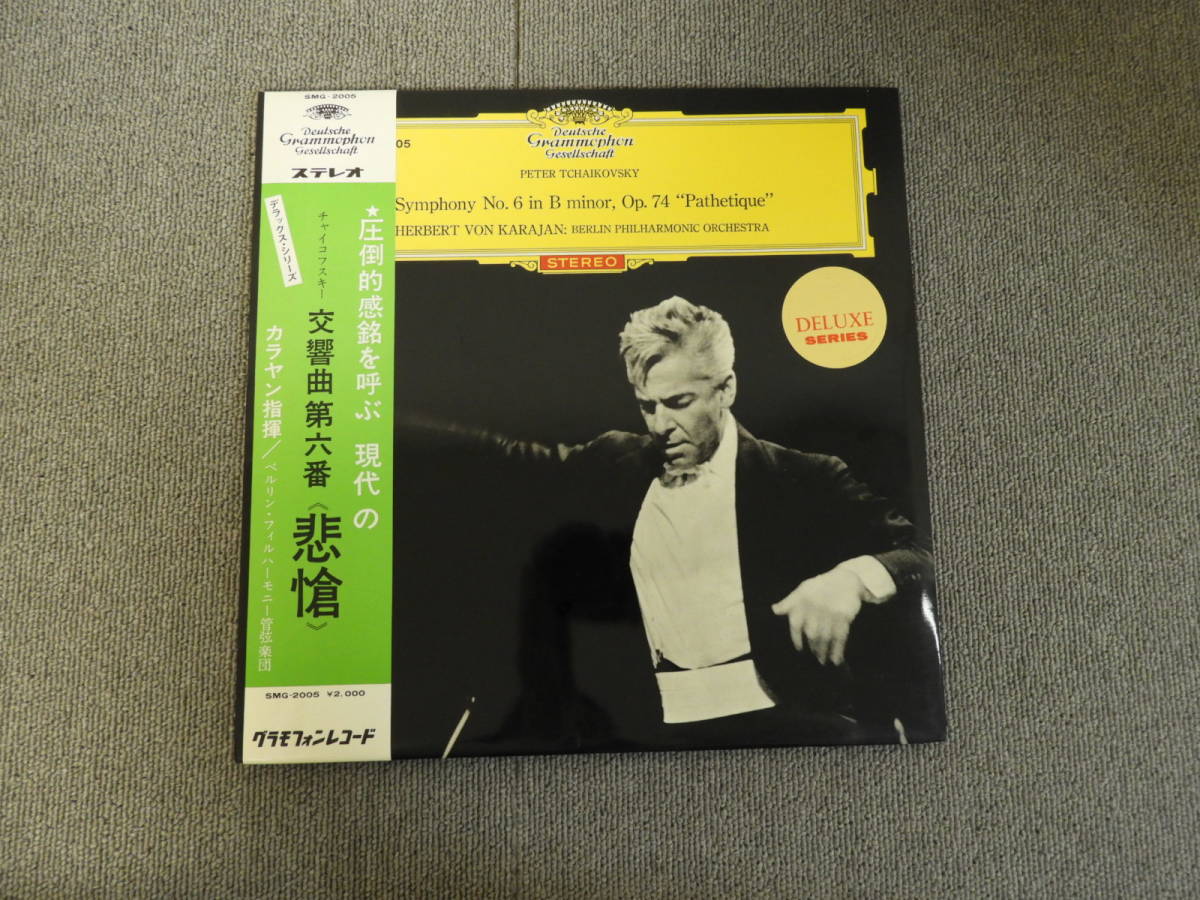 SMG-2005
Deutsche
Grammophon
Gesellschaft
ステレオ
★圧倒的感銘を呼ぶ 現代の
デラックス・シリーズ
チャイコフスキー
交響曲第六番《悲愴》
カラヤン指揮/ベルリン・フィルハーモニー管弦楽団
SMG-2005 ¥2.000
グラモフォンレコード
05
Deutsche
Grammophon
Gesellschaft
PETER TCHAIKOVSKY
Symphony No. 6 in B minor, Op. 74 “Pathetique”
HERBERT VON KARAJAN: BERLIN PHILHARMONIC ORCHESTRA
STEREO
DELUXE
SERIES